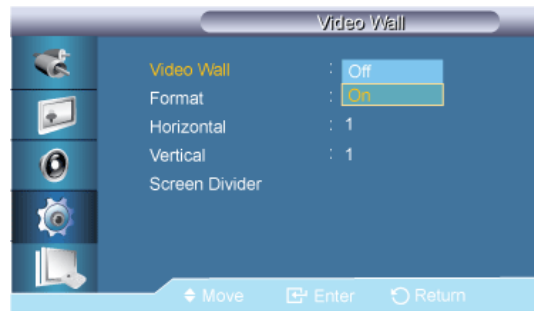 Video Wall
Video Wall : Off
Format : On
Horizontal : 1
Vertical : 1
Screen Divider
Move Enter Return